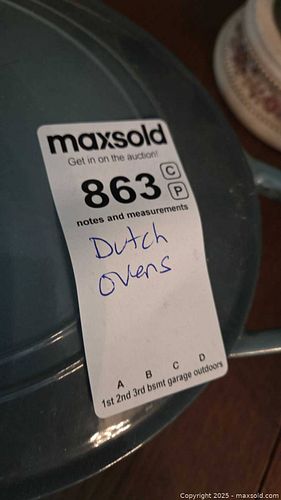 maxsold
Get in on the auction!
863 C
P
notes and measurements
Dutch
ovens
A B C D
1st 2nd 3rd bsmt garage outdoors
Copyright © 2025 - maxsold.com